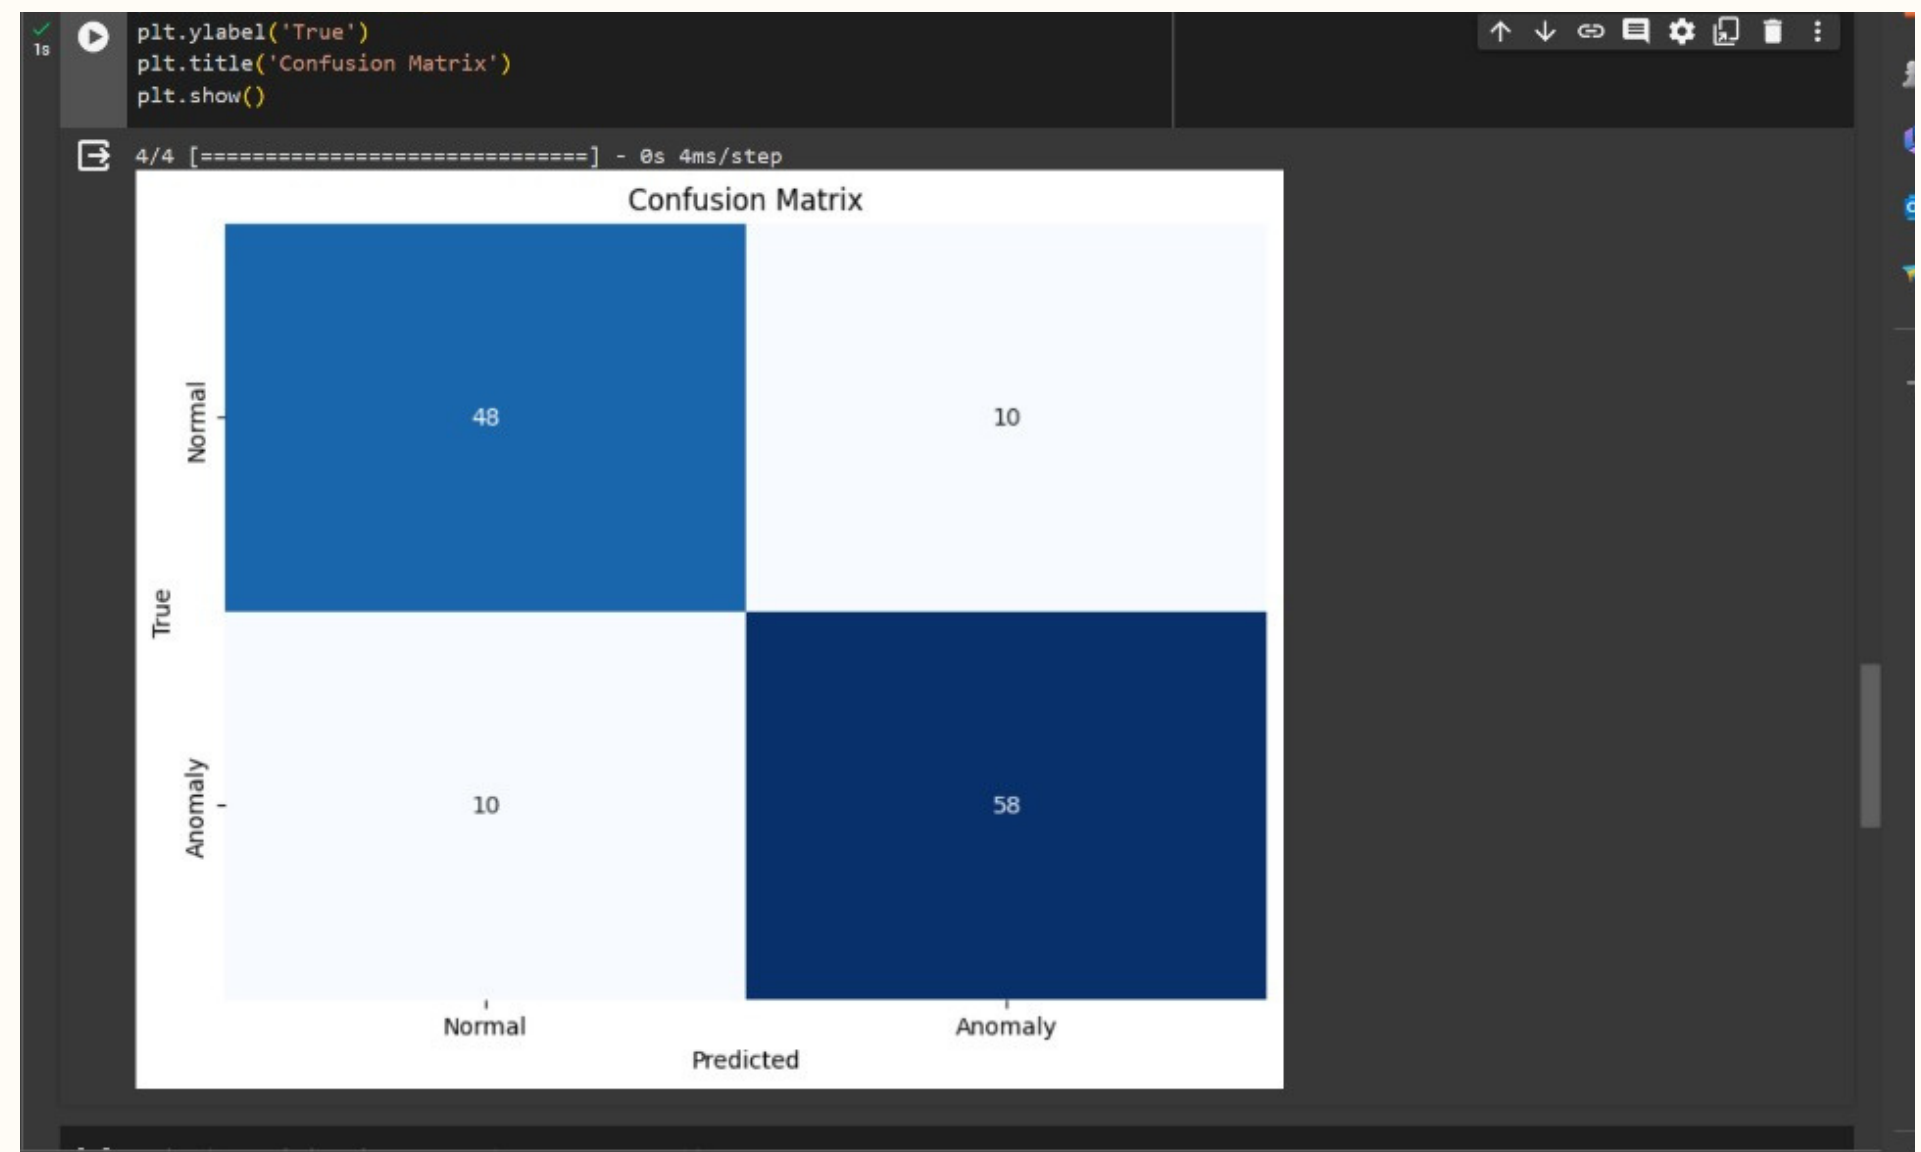 plt.ylabel('True')
plt.title('Confusion Matrix')
plt.show()
1s
4/4 [==============================] - 0s 4ms/step
Confusion Matrix
Normal
48
10
True
Anomaly
10
58
Normal
Anomaly
Predicted